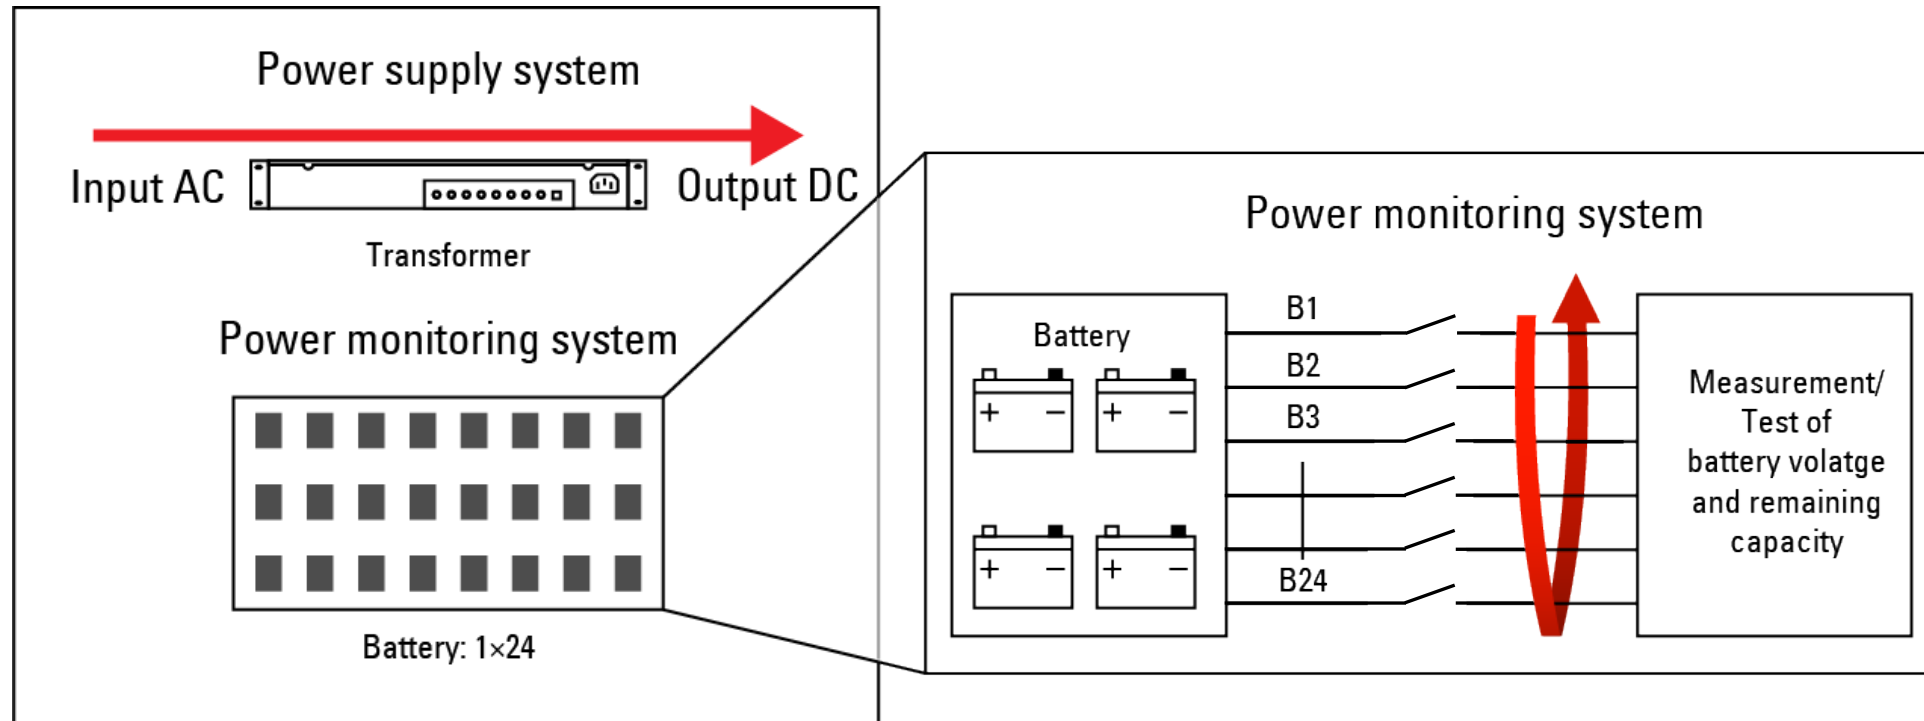 Power supply system
Input AC
Output DC
Transformer
Power monitoring system
Battery: 1×24
Power monitoring system
Battery
+ − + −
+ − + −
B1
B2
B3
B24
Measurement/
Test of
battery volatge
and remaining
capacity